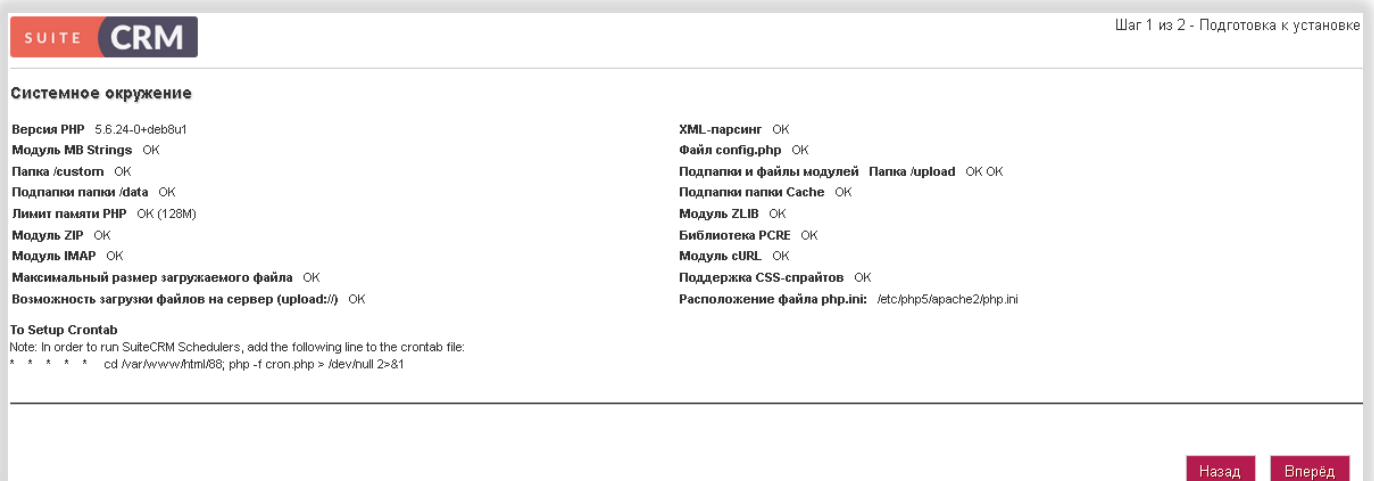 SUITE CRM
Шаг 1 из 2 - Подготовка к установке
Системное окружение
Версия PHP 5.6.24-0+deb8u1
XML-парсинг OK
Модуль MB Strings OK
Файл config.php OK
Папка /custom OK
Подпапки и файлы модулей Папка /upload OK OK
Подпапки папки /data OK
Подпапки папки Cache OK
Лимит памяти PHP OK (128M)
Модуль ZLIB OK
Модуль ZIP OK
Библиотека PCRE OK
Модуль IMAP OK
Модуль cURL OK
Максимальный размер загружаемого файла OK
Поддержка CSS-спрайтов OK
Возможность загрузки файлов на сервер (upload://) OK
Расположение файла php.ini: /etc/php5/apache2/php.ini
To Setup Crontab
Note: In order to run SuiteCRM Schedulers, add the following line to the crontab file:
* * * * * cd /var/www/html/88; php -f cron.php > /dev/null 2>&1
Назад Вперёд